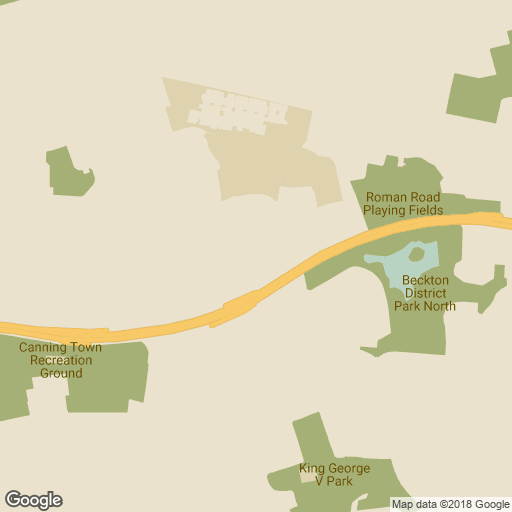 Roman Road
Playing Fields
Beckton
District
Park North
Canning Town
Recreation
Ground
King George
V Park
Google
Map data ©2018 Google